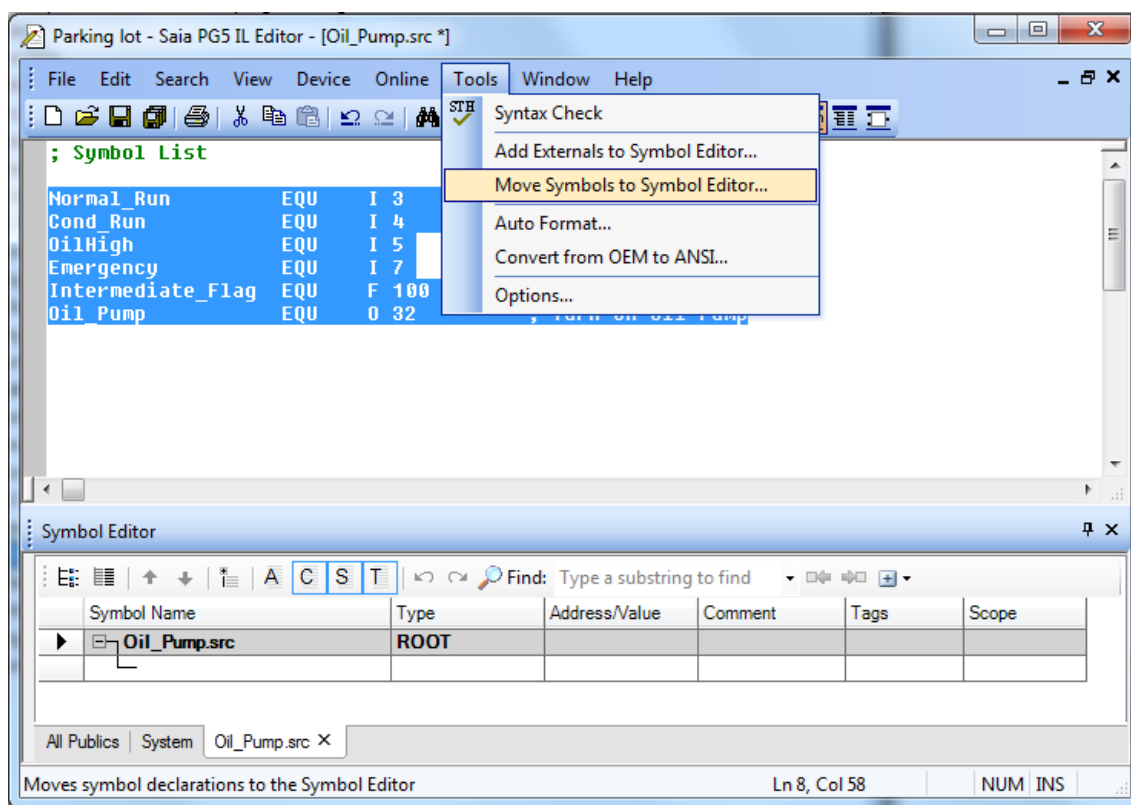 Parking lot - Saia PG5 IL Editor - [Oil_Pump.src *]
File Edit Search View Device Online Tools Window Help
STH Syntax Check
; Symbol List
Add Externals to Symbol Editor...
Normal_Run EQU I 3
Move Symbols to Symbol Editor...
Cond_Run EQU I 4
Auto Format...
OilHigh EQU I 5
Convert from OEM to ANSI...
Emergency EQU I 7
Intermediate_Flag EQU F 100
Options...
Oil_Pump EQU O 32 ; Turn on Oil Pump
Symbol Editor
A C S T Find: Type a substring to find
Symbol Name Type Address/Value Comment Tags Scope
Oil_Pump.src ROOT
All Publics System Oil_Pump.src
Moves symbol declarations to the Symbol Editor Ln 8, Col 58 NUM INS